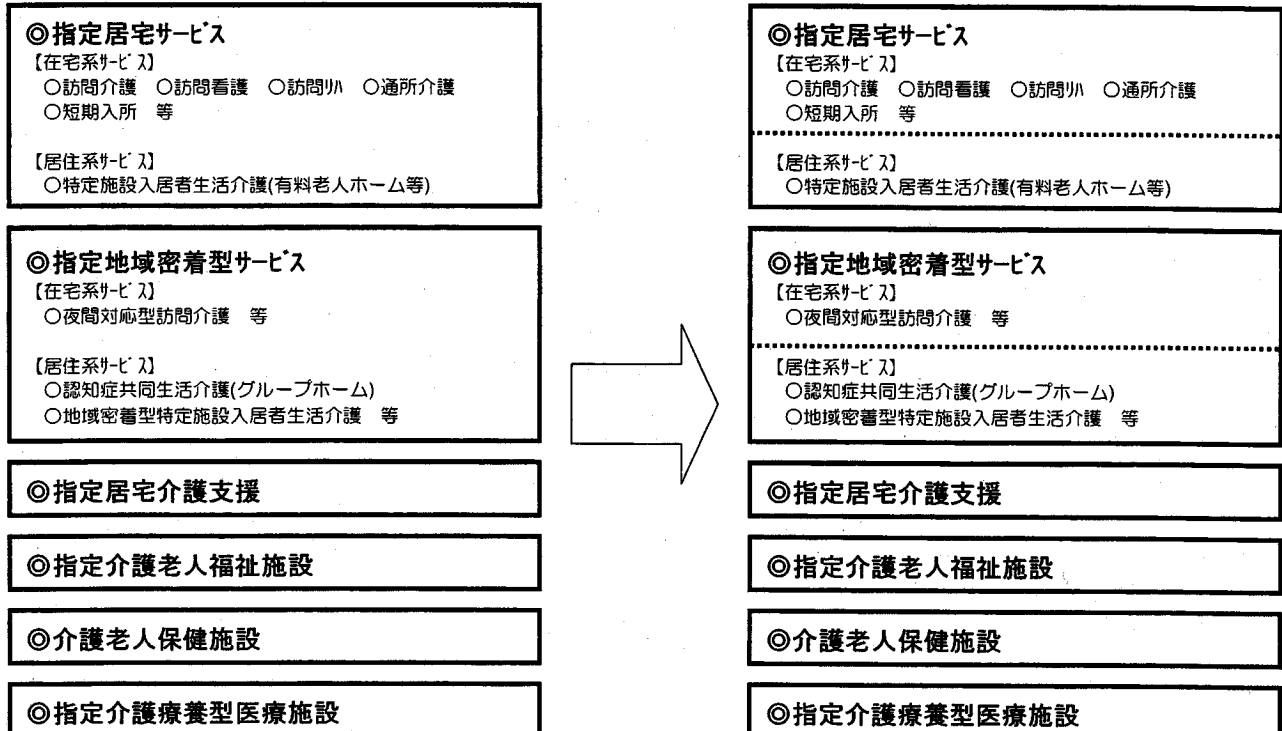 ◎指定居宅サービス
【在宅系サービス】
○訪問介護 ○訪問看護 ○訪問リハ ○通所介護
○短期入所 等
【居住系サービス】
○特定施設入居者生活介護(有料老人ホーム等)
◎指定地域密着型サービス
【在宅系サービス】
○夜間対応型訪問介護 等
【居住系サービス】
○認知症共同生活介護(グループホーム)
○地域密着型特定施設入居者生活介護 等
◎指定居宅介護支援
◎指定介護老人福祉施設
◎介護老人保健施設
◎指定介護療養型医療施設
◎指定居宅サービス
【在宅系サービス】
○訪問介護 ○訪問看護 ○訪問リハ ○通所介護
○短期入所 等
【居住系サービス】
○特定施設入居者生活介護(有料老人ホーム等)
◎指定地域密着型サービス
【在宅系サービス】
○夜間対応型訪問介護 等
【居住系サービス】
○認知症共同生活介護(グループホーム)
○地域密着型特定施設入居者生活介護 等
◎指定居宅介護支援
◎指定介護老人福祉施設
◎介護老人保健施設
◎指定介護療養型医療施設